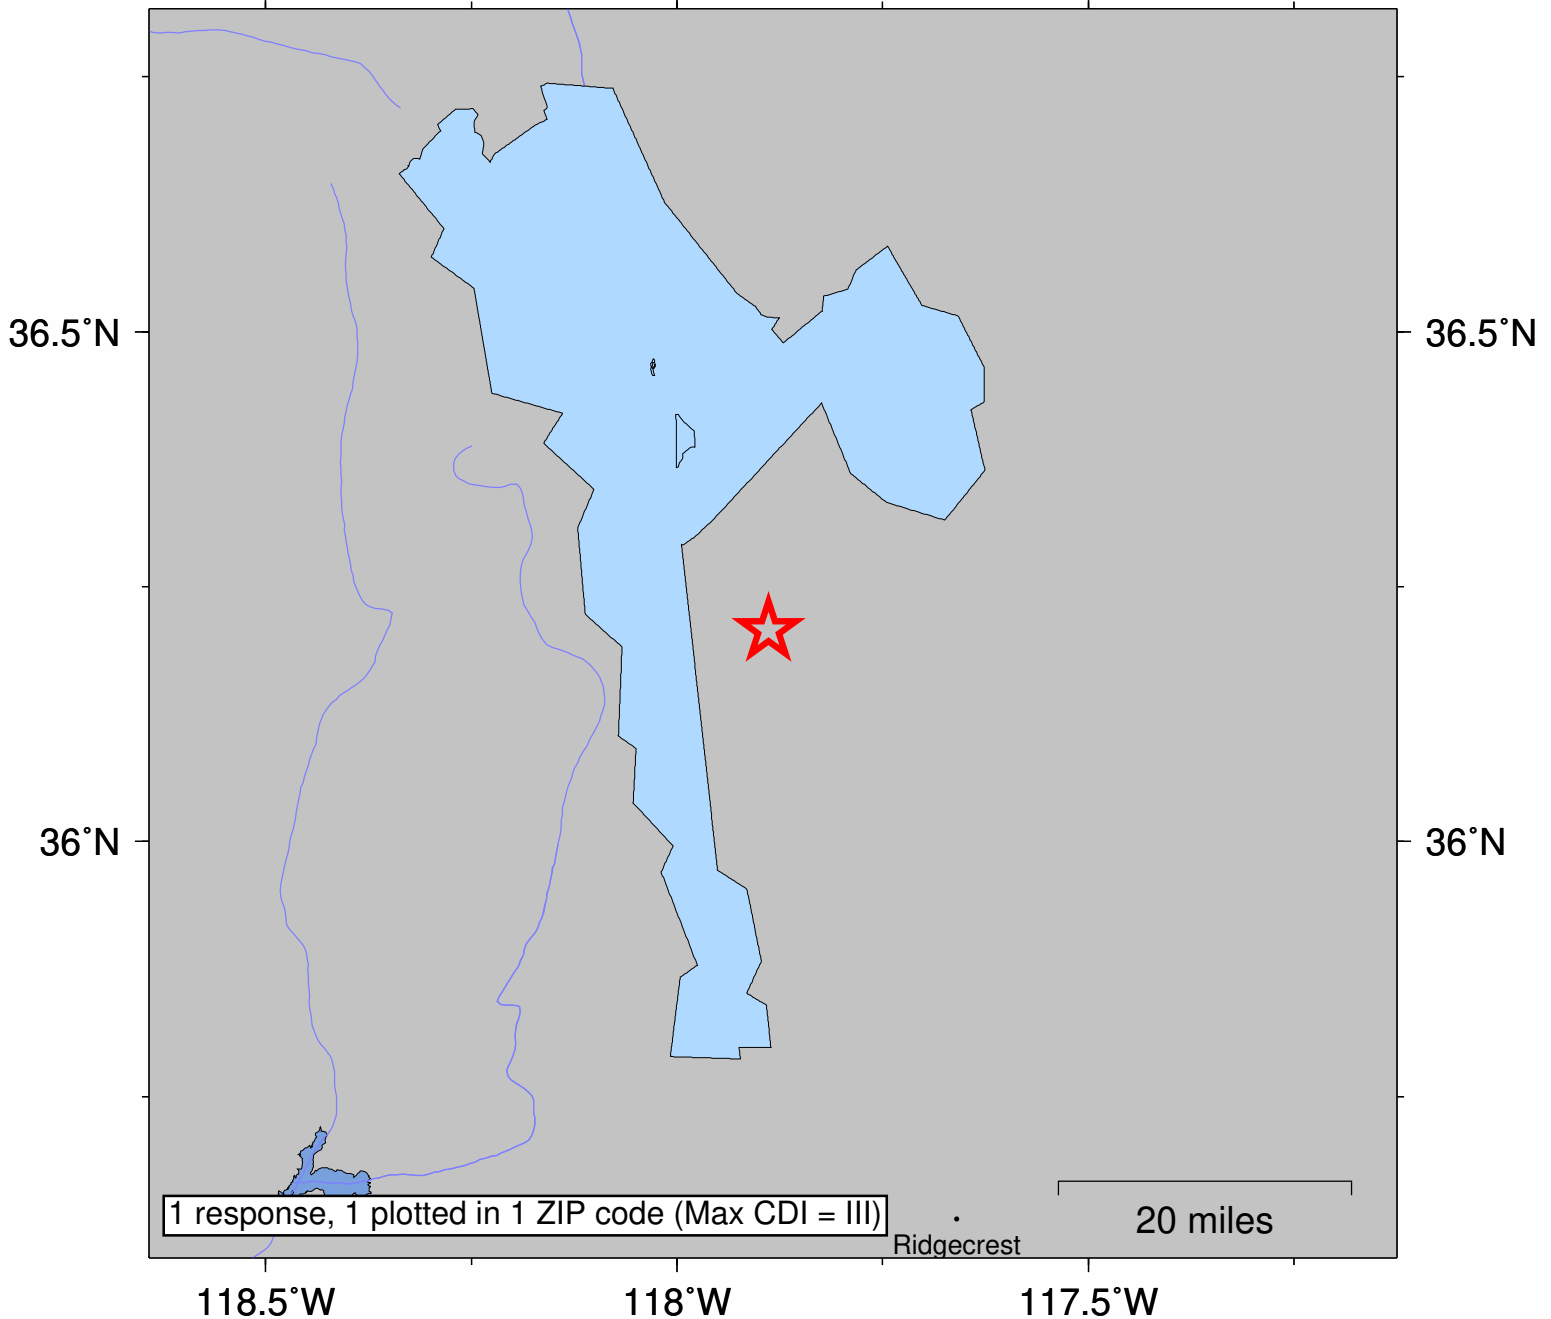 36.5˚N
36.5˚N
36˚N
36˚N
1 response, 1 plotted in 1 ZIP code (Max CDI = III)
20 miles
Ridgecrest
118.5˚W
118˚W
117.5˚W